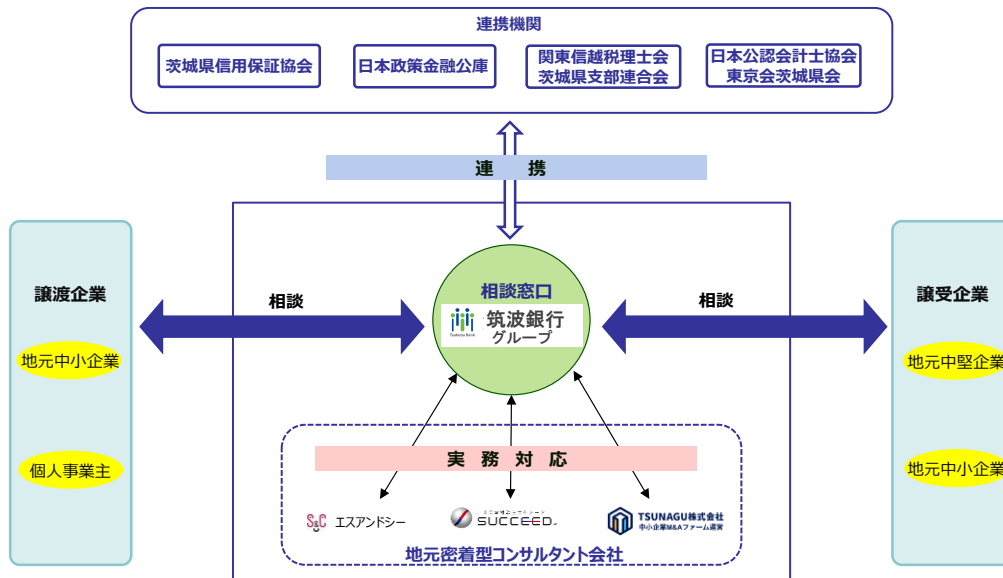 連携機関
茨城県信用保証協会
日本政策金融公庫
関東信越税理士会
茨城県支部連合会
日本公認会計士協会
東京会茨城県会
連 携
譲渡企業
地元中小企業
個人事業主
相談
相談窓口
筑波銀行
Tsukuba Bank
グループ
相談
譲受企業
地元中堅企業
地元中小企業
実 務 対 応
S&C エスアンドシー
SUCCEED
TSUNAGU株式会社
中小企業M&Aファーム運営
地元密着型コンサルタント会社